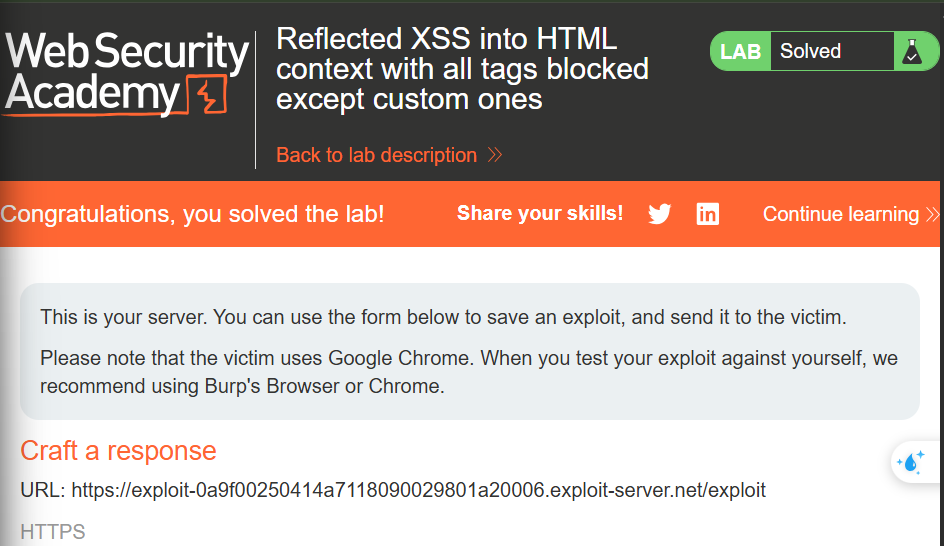 Web Security
Academy
Reflected XSS into HTML
context with all tags blocked
except custom ones
LAB Solved
Back to lab description
Congratulations, you solved the lab!
Share your skills!
Continue learning
This is your server. You can use the form below to save an exploit, and send it to the victim.
Please note that the victim uses Google Chrome. When you test your exploit against yourself, we
recommend using Burp's Browser or Chrome.
Craft a response
URL: https://exploit-0a9f00250414a7118090029801a20006.exploit-server.net/exploit
HTTPS